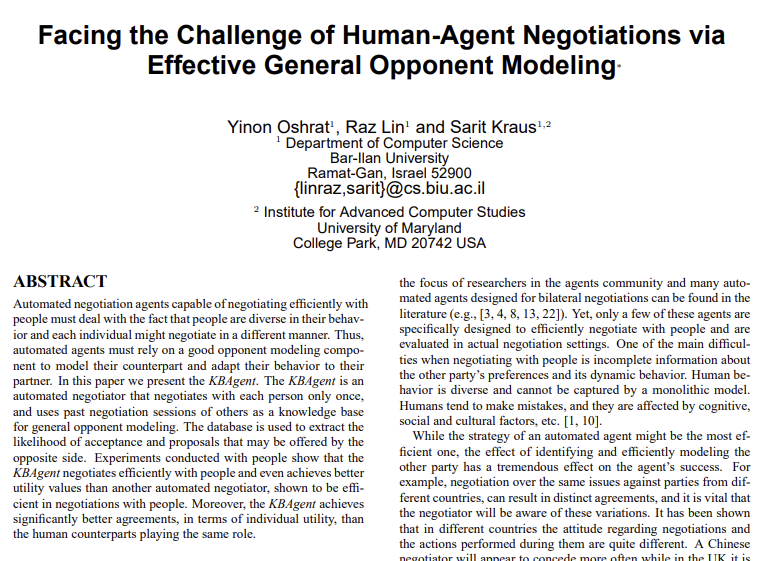 Facing the Challenge of Human-Agent Negotiations via
Effective General Opponent Modeling*
Yinon Oshrat1, Raz Lin1 and Sarit Kraus1,2
1 Department of Computer Science
Bar-Ilan University
Ramat-Gan, Israel 52900
{linraz,sarit}@cs.biu.ac.il
2 Institute for Advanced Computer Studies
University of Maryland
College Park, MD 20742 USA
ABSTRACT
Automated negotiation agents capable of negotiating efficiently with
people must deal with the fact that people are diverse in their behav-
ior and each individual might negotiate in a different manner. Thus,
automated agents must rely on a good opponent modeling compo-
nent to model their counterpart and adapt their behavior to their
partner. In this paper we present the KBAgent. The KBAgent is an
automated negotiator that negotiates with each person only once,
and uses past negotiation sessions of others as a knowledge base
for general opponent modeling. The database is used to extract the
likelihood of acceptance and proposals that may be offered by the
opposite side. Experiments conducted with people show that the
KBAgent negotiates efficiently with people and even achieves better
utility values than another automated negotiator, shown to be effi-
cient in negotiations with people. Moreover, the KBAgent achieves
significantly better agreements, in terms of individual utility, than
the human counterparts playing the same role.
the focus of researchers in the agents community and many auto-
mated agents designed for bilateral negotiations can be found in the
literature (e.g., [3, 4, 8, 13, 22]). Yet, only a few of these agents are
specifically designed to efficiently negotiate with people and are
evaluated in actual negotiation settings. One of the main difficul-
ties when negotiating with people is incomplete information about
the other party's preferences and its dynamic behavior. Human be-
havior is diverse and cannot be captured by a monolithic model.
Humans tend to make mistakes, and they are affected by cognitive,
social and cultural factors, etc. [1, 10].
While the strategy of an automated agent might be the most ef-
ficient one, the effect of identifying and efficiently modeling the
other party has a tremendous effect on the agent's success. For
example, negotiation over the same issues against parties from dif-
ferent countries, can result in distinct agreements, and it is vital that
the negotiator will be aware of these variations. It has been shown
that in different countries the attitude regarding negotiations and
the actions performed during them are quite different. A Chinese
negotiator will appear to concede more often while in the UK it is